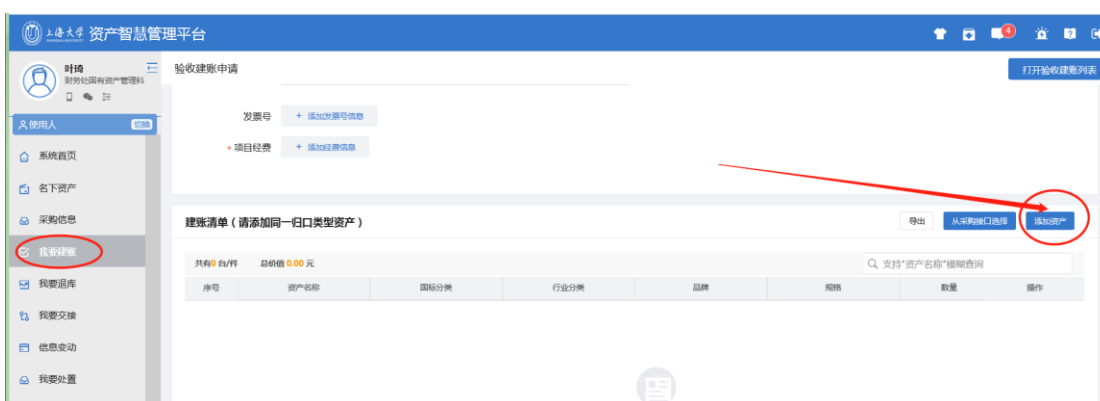 上海大学 资产智慧管理平台
4
叶琦
财务处国有资产管理科
使用人
切换
系统首页
名下资产
采购信息
我要建账
我要退库
我要交接
信息变动
我要处置
验收建账申请
打开验收建账列表
发票号 + 添加发票号信息
* 项目经费 + 添加经费信息
建账清单（请添加同一归口类型资产）
导出 从采购接口选择 添加资产
共有0 台/件 总价值 0.00 元
支持"资产名称"模糊查询
序号 资产名称 国标分类 行业分类 品牌 规格 数量 操作